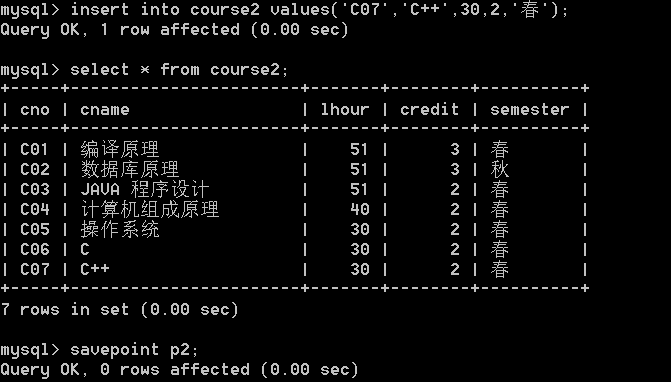 mysql> insert into course2 values('C07','C++',30,2,'春');
Query OK, 1 row affected (0.00 sec)
mysql> select * from course2;
+-----+----------------------+-------+--------+----------+
| cno | cname | lhour | credit | semester |
+-----+----------------------+-------+--------+----------+
| C01 | 编译原理 | 51 | 3 | 春 |
| C02 | 数据库原理 | 51 | 3 | 秋 |
| C03 | JAVA 程序设计 | 51 | 2 | 春 |
| C04 | 计算机组成原理 | 40 | 2 | 春 |
| C05 | 操作系统 | 30 | 2 | 春 |
| C06 | C | 30 | 2 | 春 |
| C07 | C++ | 30 | 2 | 春 |
+-----+----------------------+-------+--------+----------+
7 rows in set (0.00 sec)
mysql> savepoint p2;
Query OK, 0 rows affected (0.00 sec)